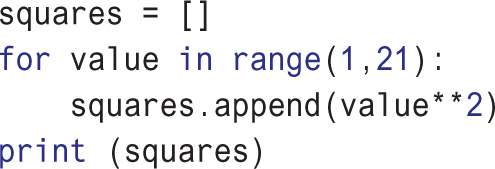 squares = []
for value in range(1,21):
    squares.append(value**2)
print (squares)